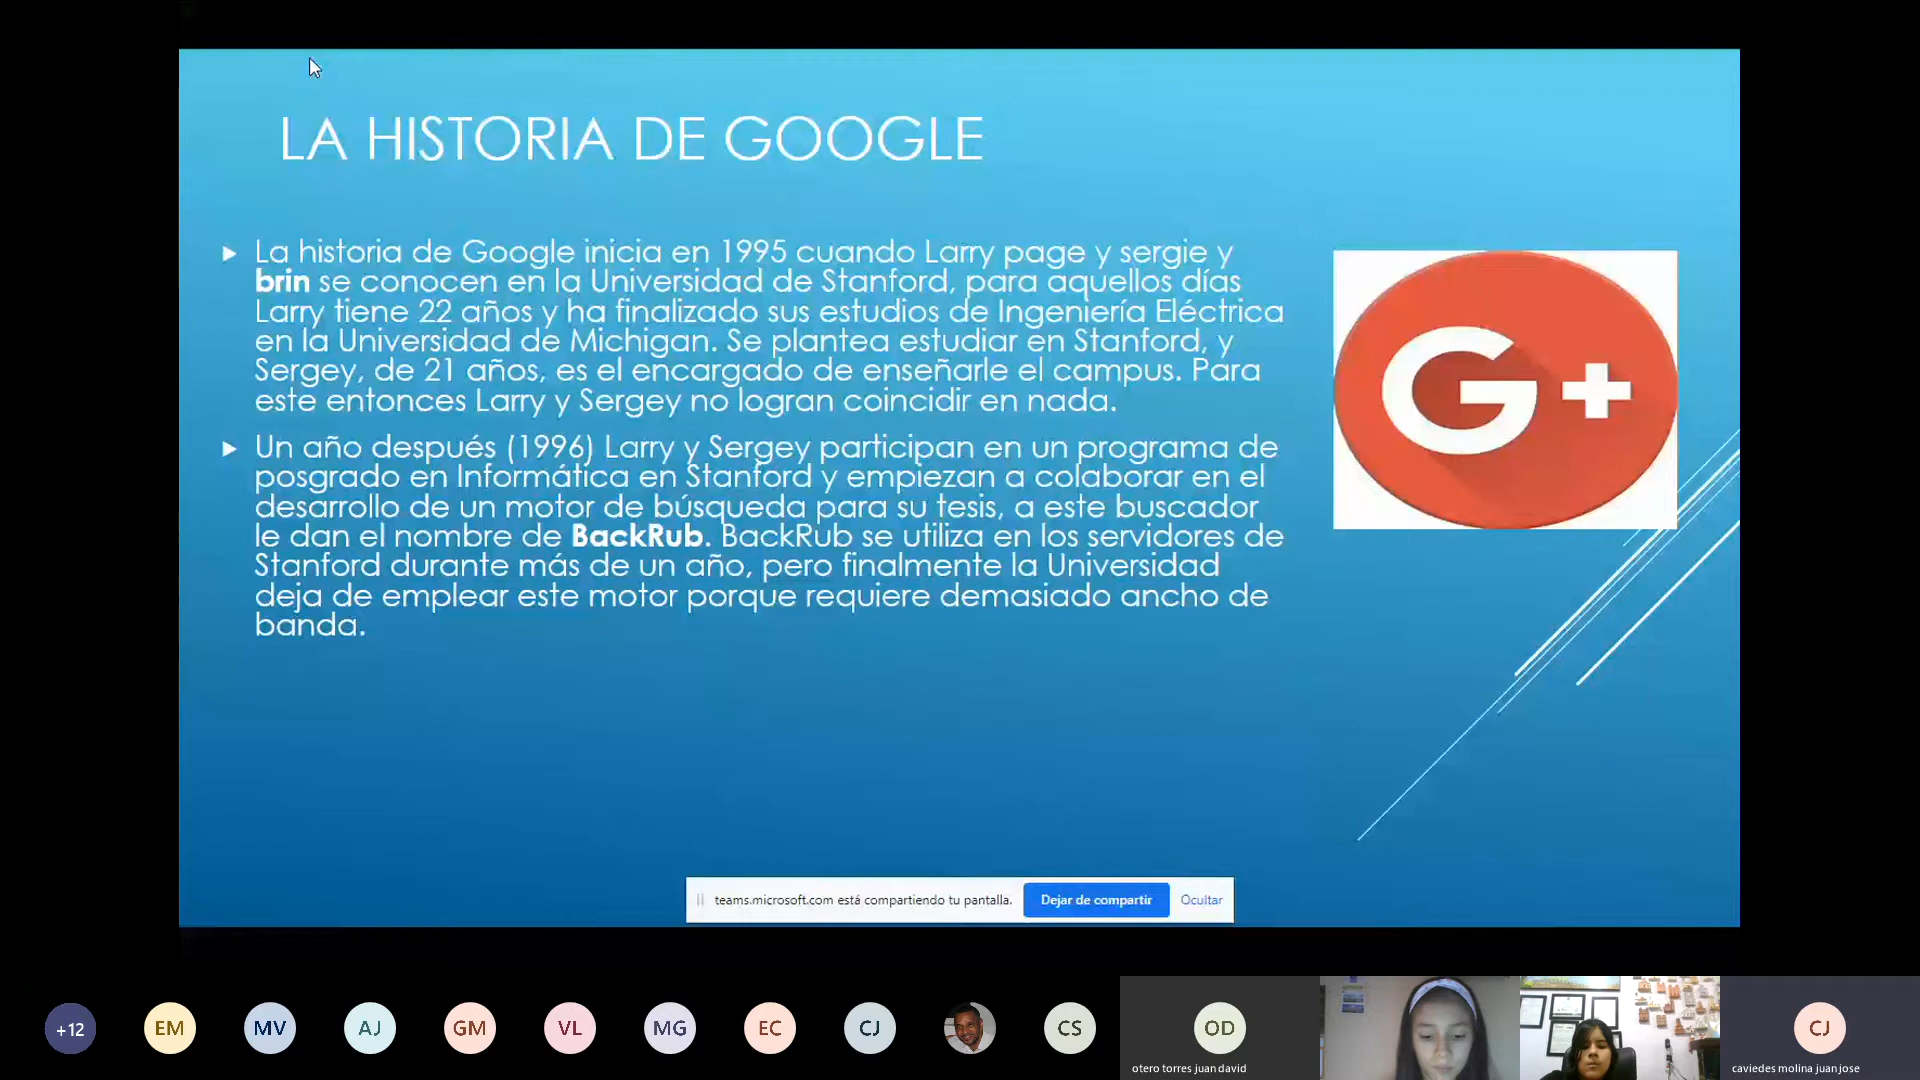 LA HISTORIA DE GOOGLE
La historia de Google inicia en 1995 cuando Larry page y sergie y
brin se conocen en la Universidad de Stanford, para aquellos días
Larry tiene 22 años y ha finalizado sus estudios de Ingeniería Eléctrica
en la Universidad de Michigan. Se plantea estudiar en Stanford, y
Sergey, de 21 años, es el encargado de enseñarle el campus. Para
este entonces Larry y Sergey no logran coincidir en nada.
Un año después (1996) Larry y Sergey participan en un programa de
posgrado en Informática en Stanford y empiezan a colaborar en el
desarrollo de un motor de búsqueda para su tesis, a este buscador
le dan el nombre de BackRub. BackRub se utiliza en los servidores de
Stanford durante más de un año, pero finalmente la Universidad
deja de emplear este motor porque requiere demasiado ancho de
banda.
G+
teams.microsoft.com está compartiendo tu pantalla. Dejar de compartir Ocultar
+12 EM MV AJ GM VL MG EC CJ CS OD CJ
otero torres juan david caviedes molina juan jose